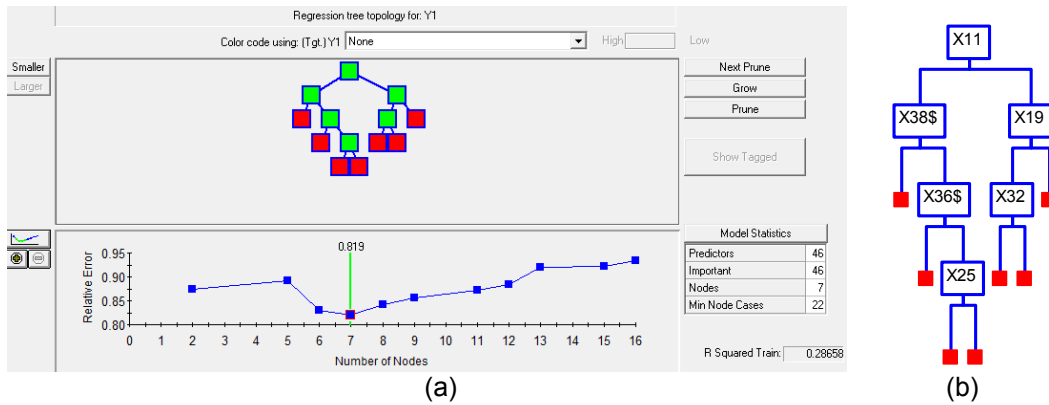 Regression tree topology for: Y1
Color code using: (Tgt.) Y1 None High Low
Smaller
Larger
Next Prune
Grow
Prune
Show Tagged
0.819
Relative Error
0.95
0.90
0.85
0.80
0 1 2 3 4 5 6 7 8 9 10 11 12 13 14 15 16
Number of Nodes
Model Statistics
Predictors 46
Important 46
Nodes 7
Min Node Cases 22
R Squared Train: 0.28658
(a)
X11
X38$ X19
X36$ X32
X25
(b)